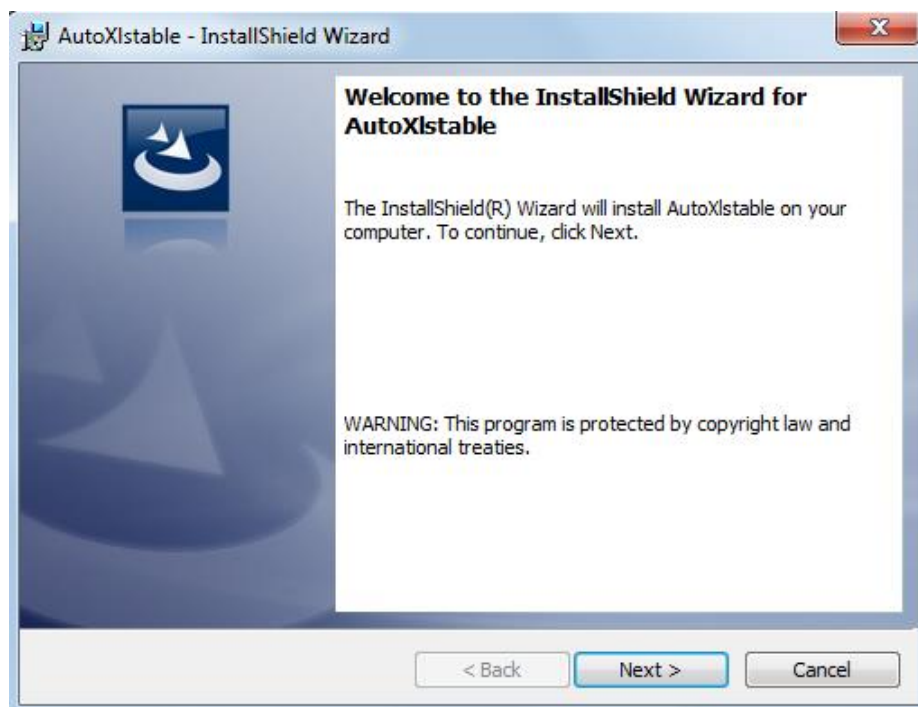 AutoXlstable - InstallShield Wizard
Welcome to the InstallShield Wizard for
AutoXlstable
The InstallShield(R) Wizard will install AutoXlstable on your
computer. To continue, click Next.
WARNING: This program is protected by copyright law and
international treaties.
< Back
Next >
Cancel